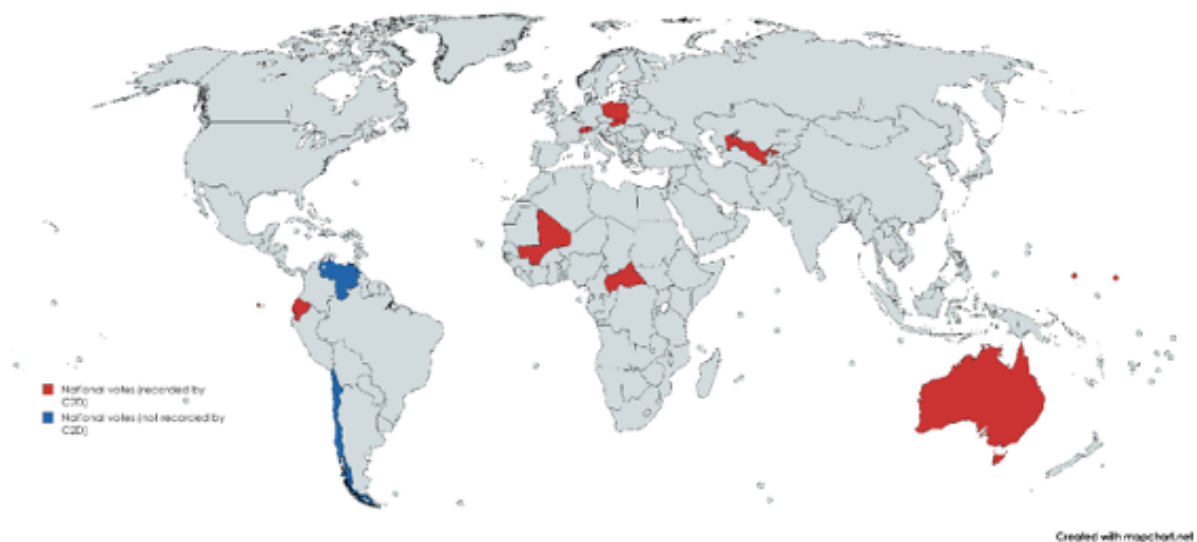 National votes (recorded by
C2D)
National votes (not recorded by
C2D)
Created with mapchart.net